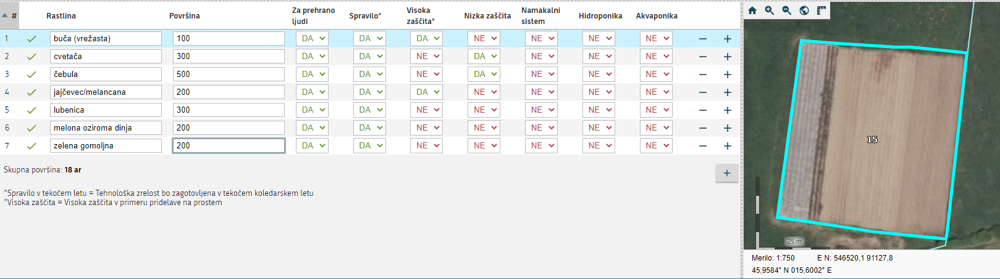 # Rastlina Površina Za prehrano ljudi Spravilo* Visoka zaščita* Nizka zaščita Namakalni sistem Hidroponika Akvaponika
1 buča (vrežasta) 100 DA DA DA NE NE NE NE
2 cvetača 300 DA DA NE DA NE NE NE
3 čebula 500 DA DA NE DA NE NE NE
4 jajčevec/melancana 200 DA DA DA NE NE NE NE
5 lubenica 300 DA DA NE NE NE NE NE
6 melona oziroma dinja 200 DA DA NE NE NE NE NE
7 zelena gomoljna 200 DA DA NE NE NE NE NE
Skupna površina: 18 ar
*Spravilo v tekočem letu = Tehnološka zrelost bo zagotovljena v tekočem koledarskem letu
*Visoka zaščita = Visoka zaščita v primeru pridelave na prostem
15
25 m
Merilo: 1:750 E N: 546520,1 91127,8
45,9584° N 015,6002° E